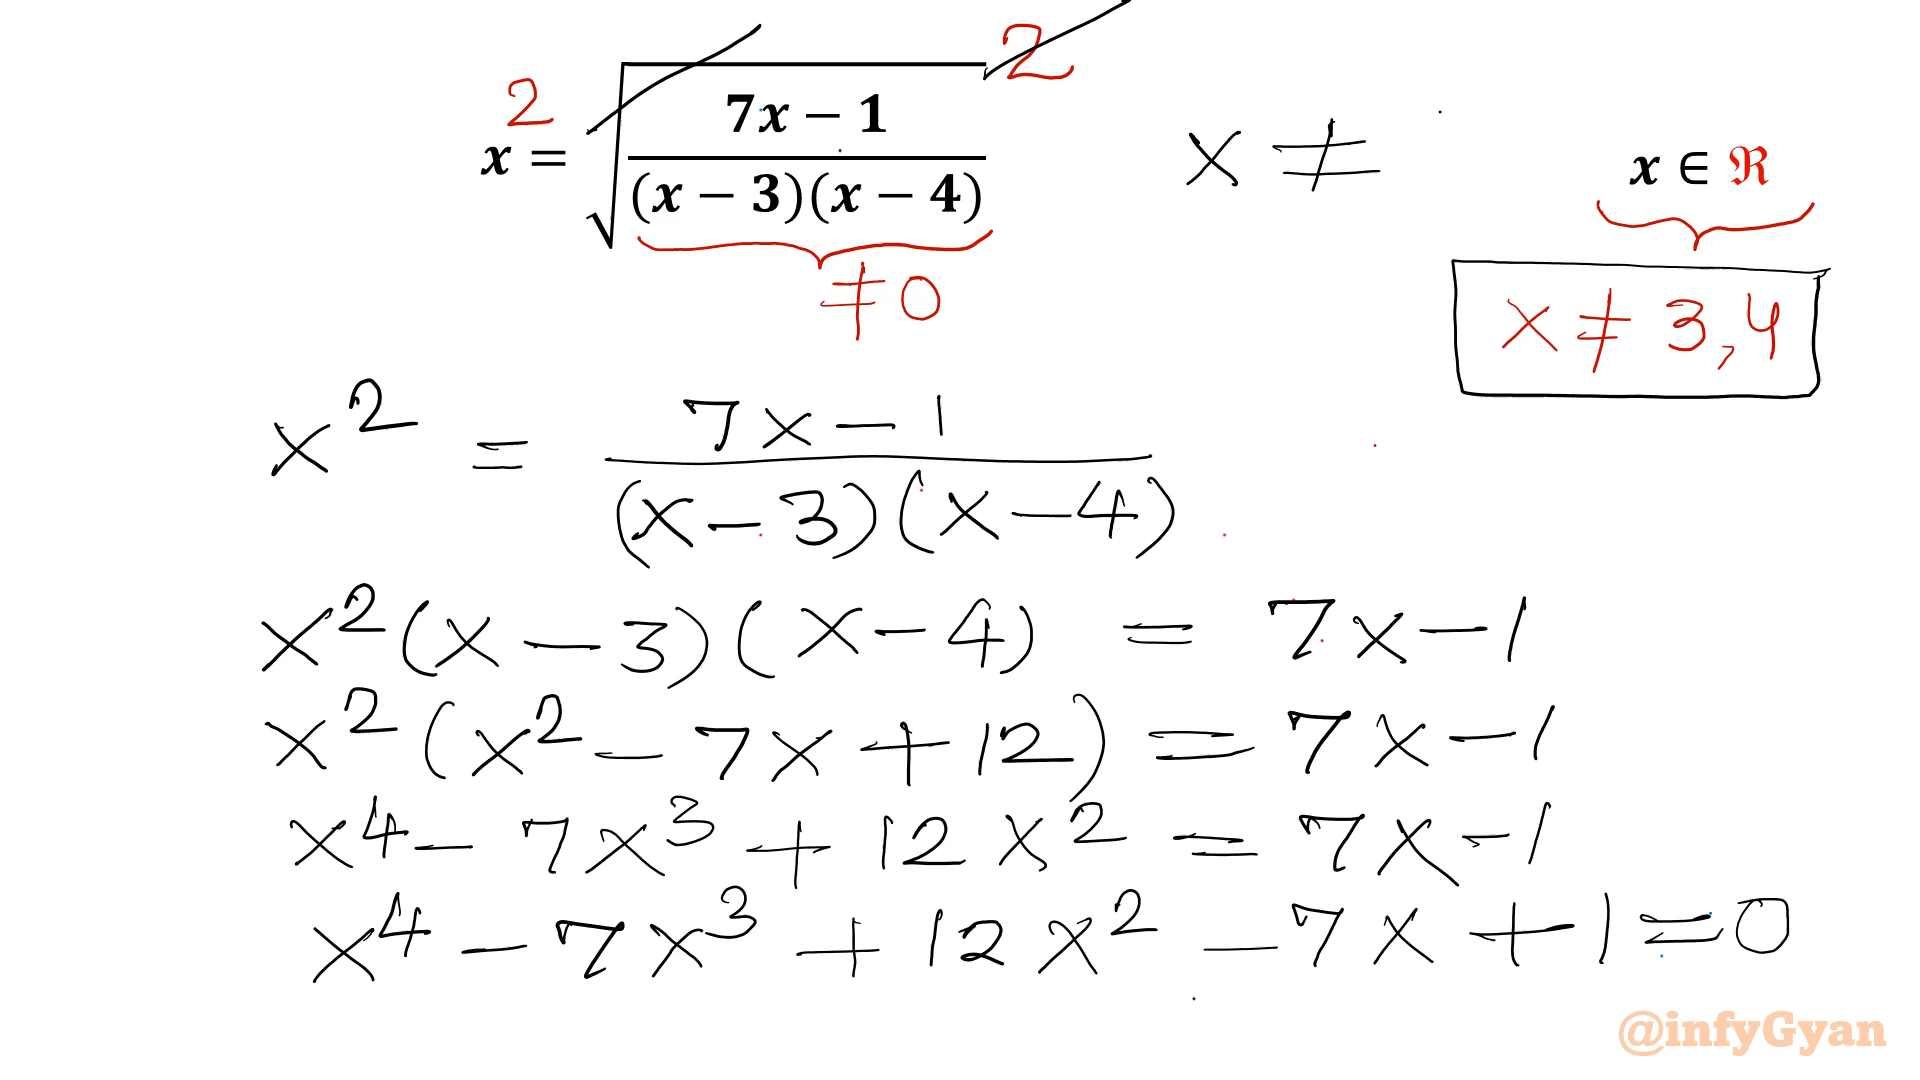 x² = √((7x − 1)/((x − 3)(x − 4)))²
≠ 0
x ≠
x ∈ ℜ
x ≠ 3, 4
x² = (7x − 1)/((x − 3)(x − 4))
x²(x − 3)(x − 4) = 7x − 1
x²(x² − 7x + 12) = 7x − 1
x⁴ − 7x³ + 12x² = 7x − 1
x⁴ − 7x³ + 12x² − 7x + 1 = 0
@infyGyan